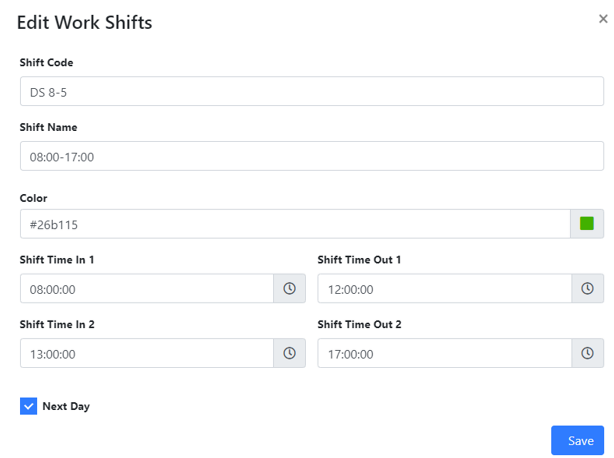 Edit Work Shifts
×
Shift Code
DS 8-5
Shift Name
08:00-17:00
Color
#26b115
Shift Time In 1
Shift Time Out 1
08:00:00
12:00:00
Shift Time In 2
Shift Time Out 2
13:00:00
17:00:00
Next Day
Save